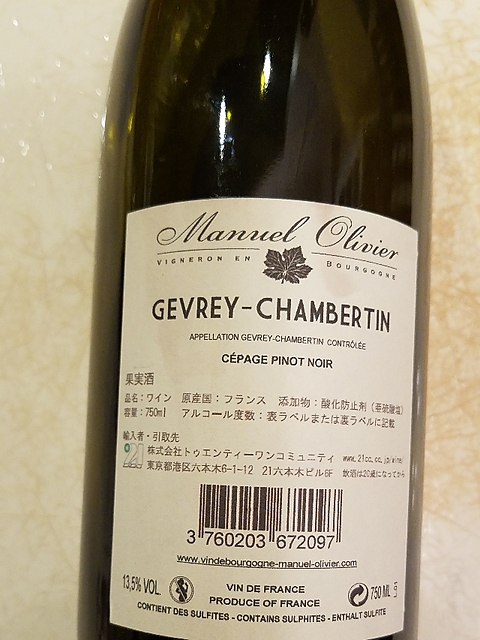 Manuel Olivier
VIGNERON EN BOURGOGNE
GEVREY-CHAMBERTIN
APPELLATION GEVREY-CHAMBERTIN CONTRÔLÉE
CÉPAGE PINOT NOIR
果実酒
品名：ワイン 原産国：フランス 添加物：酸化防止剤（亜硫酸塩）
容量：750ml アルコール度数：表ラベルまたは裏ラベルに記載
輸入者・引取先
21 株式会社トゥエンティーワンコミュニティ www.21cc.co.jp/wine/
東京都港区六本木6-1-12 21六本木ビル6F 飲酒は20歳になってから
3 760203 672097
www.vindebourgogne-manuel-olivier.com
13,5% VOL. VIN DE FRANCE 750 ML
PRODUCE OF FRANCE
CONTIENT DES SULFITES - CONTAINS SULPHITES - ENTHALT SULFITE